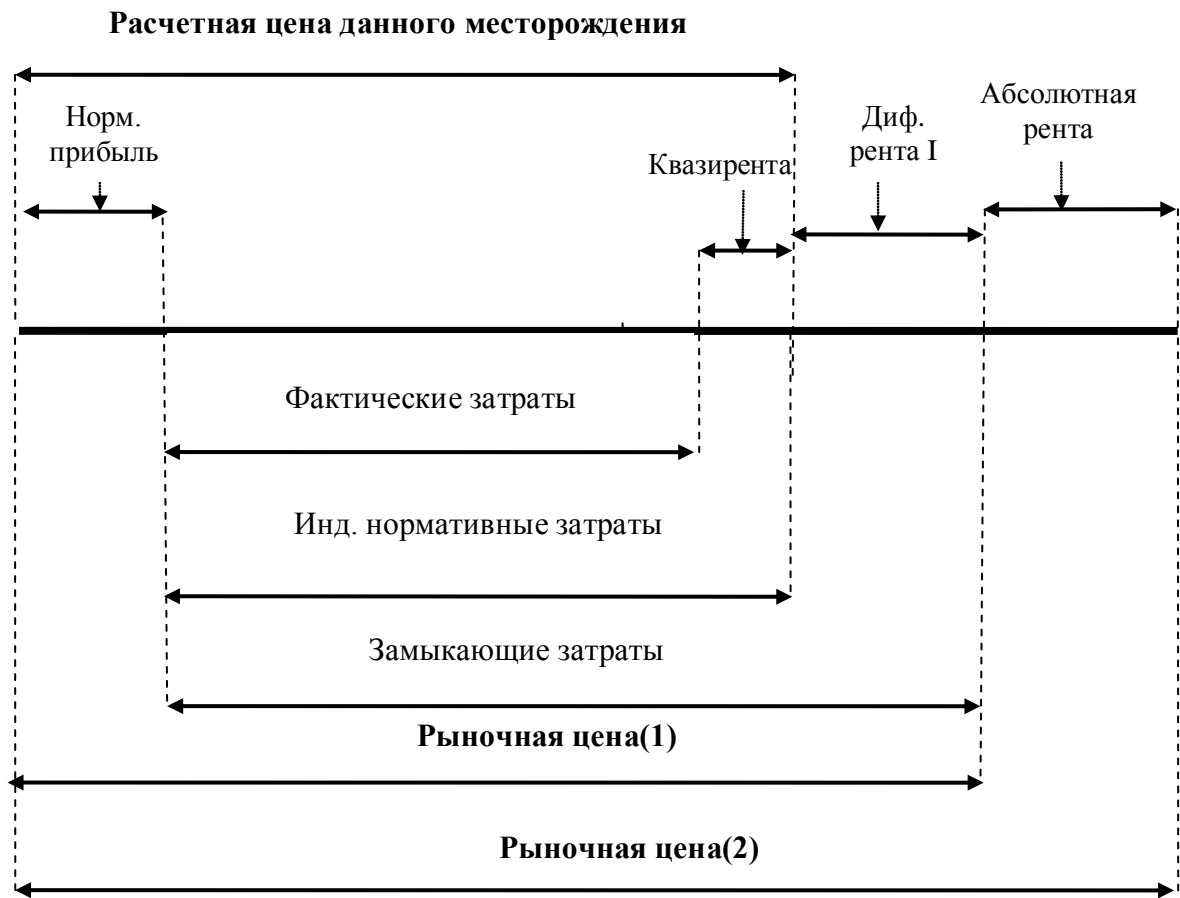 Расчетная цена данного месторождения
Норм.
прибыль
Квазирента
Диф.
рента I
Абсолютная
рента
Фактические затраты
Инд. нормативные затраты
Замыкающие затраты
Рыночная цена(1)
Рыночная цена(2)